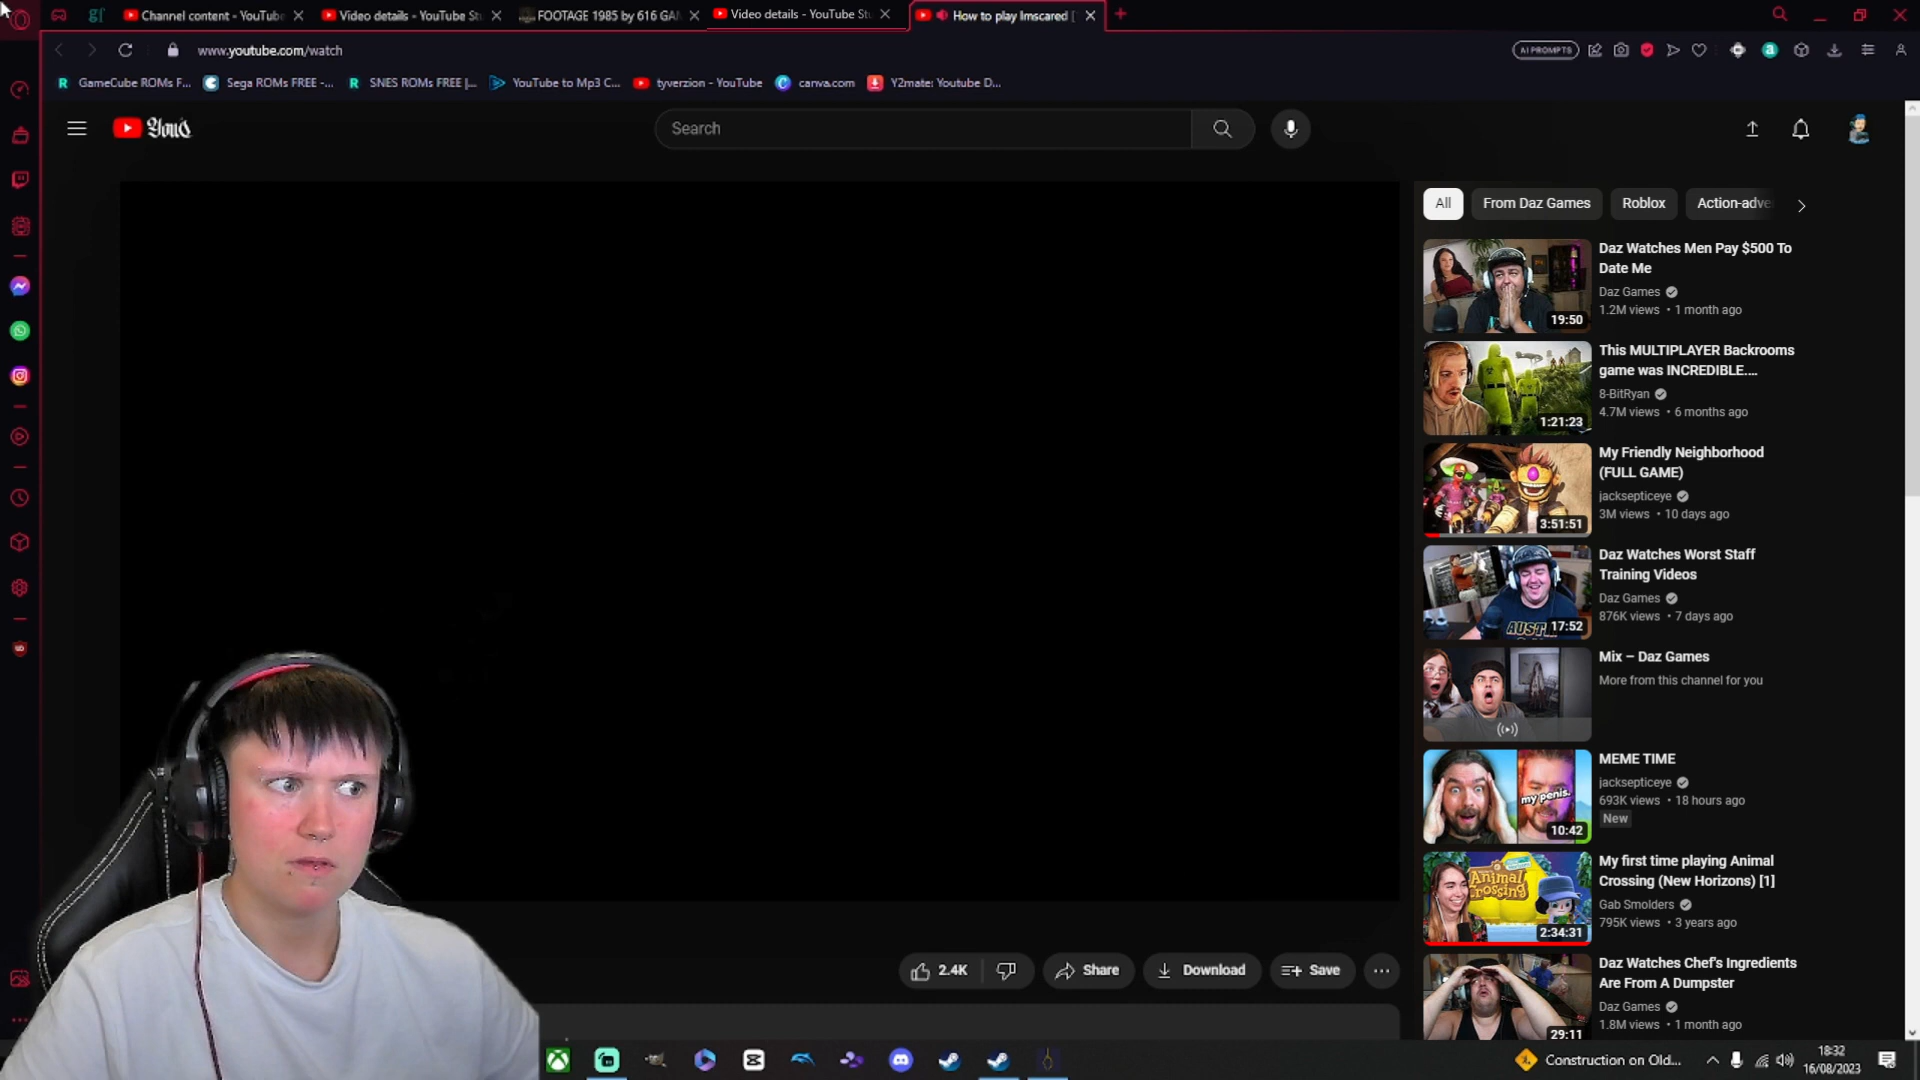 Channel content - YouTube
Video details - YouTube Stu
FOOTAGE 1985 by 616 GAM
Video details - YouTube Stu
How to play Imscared [
www.youtube.com/watch
AI PROMPTS
GameCube ROMs F...
Sega ROMs FREE -...
SNES ROMs FREE |...
YouTube to Mp3 C...
tyverzion - YouTube
canva.com
Y2mate: Youtube D...
Search
All
From Daz Games
Roblox
Action-adve
Daz Watches Men Pay $500 To
Date Me
Daz Games
1.2M views • 1 month ago
19:50
This MULTIPLAYER Backrooms
game was INCREDIBLE....
8-BitRyan
4.7M views • 6 months ago
1:21:23
My Friendly Neighborhood
(FULL GAME)
jacksepticeye
3M views • 10 days ago
3:51:51
Daz Watches Worst Staff
Training Videos
Daz Games
876K views • 7 days ago
17:52
Mix – Daz Games
More from this channel for you
MEME TIME
jacksepticeye
693K views • 18 hours ago
New
my penis.
10:42
My first time playing Animal
Crossing (New Horizons) [1]
Gab Smolders
795K views • 3 years ago
Animal
Crossing
2:34:31
Daz Watches Chef's Ingredients
Are From A Dumpster
Daz Games
1.8M views • 1 month ago
29:11
2.4K
Share
Download
Save
Construction on Old...
18:32
16/08/2023